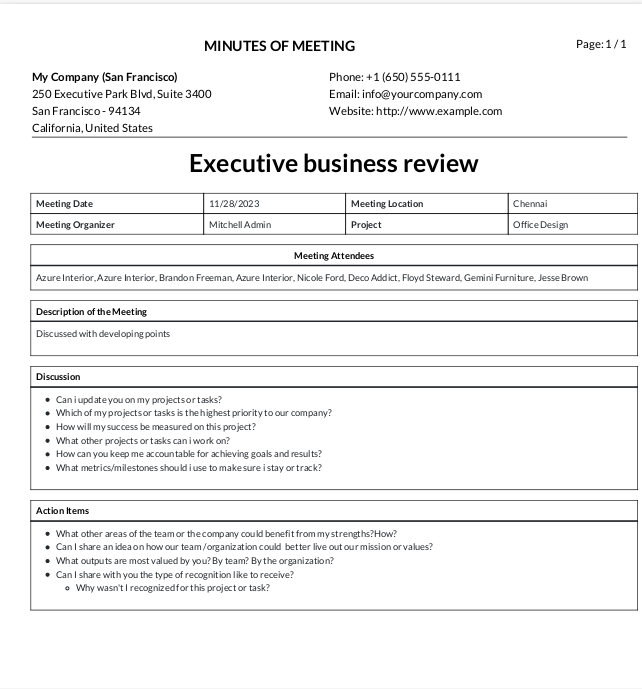 MINUTES OF MEETING
Page: 1 / 1
My Company (San Francisco)
250 Executive Park Blvd, Suite 3400
San Francisco - 94134
California, United States
Phone: +1 (650) 555-0111
Email: info@yourcompany.com
Website: http://www.example.com
Executive business review
Meeting Date 11/28/2023 Meeting Location Chennai
Meeting Organizer Mitchell Admin Project Office Design
Meeting Attendees
Azure Interior, Azure Interior, Brandon Freeman, Azure Interior, Nicole Ford, Deco Addict, Floyd Steward, Gemini Furniture, Jesse Brown
Description of the Meeting
Discussed with developing points
Discussion
• Can i update you on my projects or tasks?
• Which of my projects or tasks is the highest priority to our company?
• How will my success be measured on this project?
• What other projects or tasks can i work on?
• How can you keep me accountable for achieving goals and results?
• What metrics/milestones should i use to make sure i stay or track?
Action Items
• What other areas of the team or the company could benefit from my strengths?How?
• Can I share an idea on how our team /organization could better live out our mission or values?
• What outputs are most valued by you? By team? By the organization?
• Can I share with you the type of recognition like to receive?
◦ Why wasn't I recognized for this project or task?